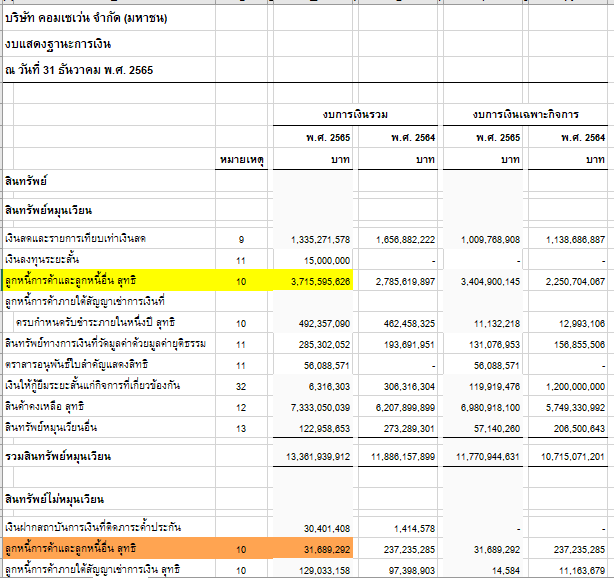 บริษัท คอมเซเว่น จำกัด (มหาชน)
งบแสดงฐานะการเงิน
ณ วันที่ 31 ธันวาคม พ.ศ. 2565
งบการเงินรวม งบการเงินเฉพาะกิจการ
พ.ศ. 2565 พ.ศ. 2564 พ.ศ. 2565 พ.ศ. 2564
หมายเหตุ บาท บาท บาท บาท
สินทรัพย์
สินทรัพย์หมุนเวียน
เงินสดและรายการเทียบเท่าเงินสด 9 1,335,271,578 1,656,882,222 1,009,768,908 1,138,686,887
เงินลงทุนระยะสั้น 11 15,000,000 - - -
ลูกหนี้การค้าและลูกหนี้อื่น สุทธิ 10 3,715,595,626 2,785,619,897 3,404,900,145 2,250,704,067
ลูกหนี้การค้าภายใต้สัญญาเช่าการเงินที่
ครบกำหนดรับชำระภายในหนึ่งปี สุทธิ 10 492,357,090 462,458,325 11,132,218 12,993,106
สินทรัพย์ทางการเงินที่วัดมูลค่าด้วยมูลค่ายุติธรรม 11 285,302,052 193,691,951 131,076,953 156,855,506
ตราสารอนุพันธ์ใบสำคัญแสดงสิทธิ 11 56,088,571 - 56,088,571 -
เงินให้กู้ยืมระยะสั้นแก่กิจการที่เกี่ยวข้องกัน 32 6,316,303 306,316,304 119,919,476 1,200,000,000
สินค้าคงเหลือ สุทธิ 12 7,333,050,039 6,207,899,899 6,980,918,100 5,749,330,992
สินทรัพย์หมุนเวียนอื่น 13 122,958,653 273,289,301 57,140,260 206,500,643
รวมสินทรัพย์หมุนเวียน 13,361,939,912 11,886,157,899 11,770,944,631 10,715,071,201
สินทรัพย์ไม่หมุนเวียน
เงินฝากสถาบันการเงินที่ติดภาระค้ำประกัน 30,401,408 1,414,578 - -
ลูกหนี้การค้าและลูกหนี้อื่น สุทธิ 10 31,689,292 237,235,285 31,689,292 237,235,285
ลูกหนี้การค้าภายใต้สัญญาเช่าการเงิน สุทธิ 10 129,033,158 97,398,903 14,584 11,163,679